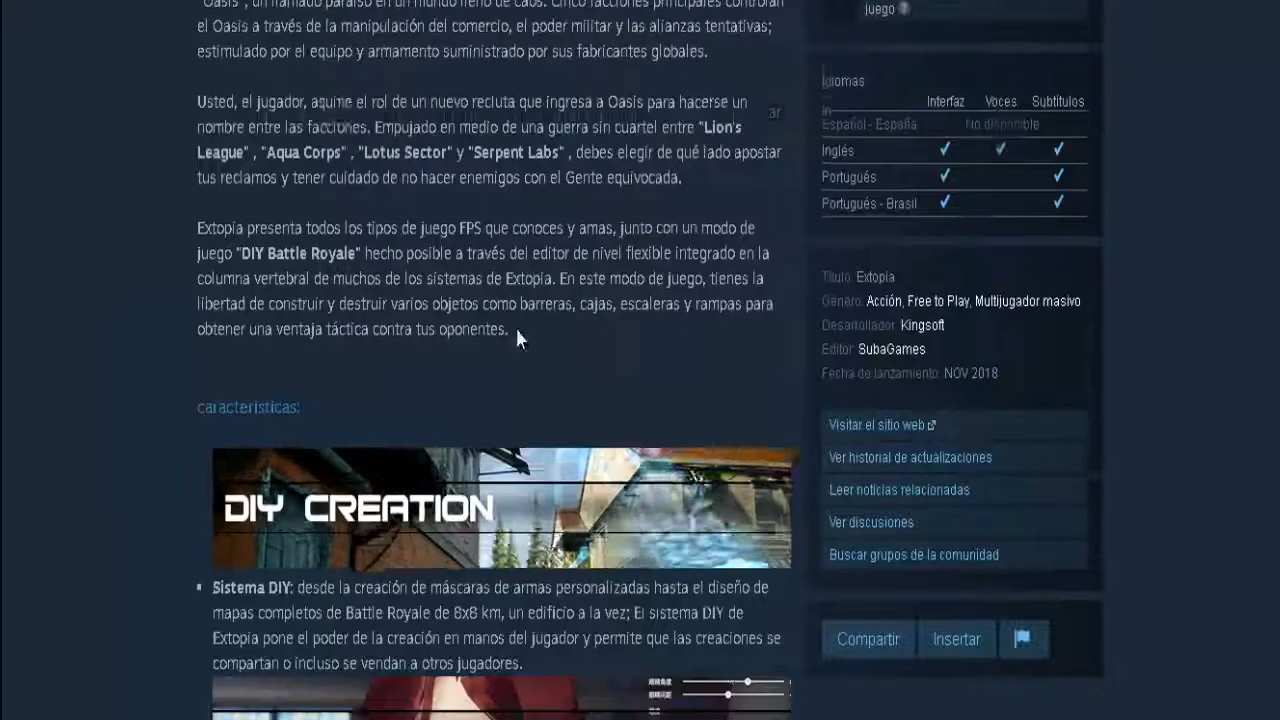 "Oasis", un llamado paraíso en un mundo lleno de caos. Cinco facciones principales controlan
el Oasis a través de la manipulación del comercio, el poder militar y las alianzas tentativas;
estimulado por el equipo y armamento suministrado por sus fabricantes globales.
Usted, el jugador, aquire el rol de un nuevo recluta que ingresa a Oasis para hacerse un
nombre entre las facciones. Empujado en medio de una guerra sin cuartel entre "Lion's
League" , "Aqua Corps" , "Lotus Sector" y "Serpent Labs" , debes elegir de qué lado apostar
tus reclamos y tener cuidado de no hacer enemigos con el Gente equivocada.
Extopia presenta todos los tipos de juego FPS que conoces y amas, junto con un modo de
juego "DIY Battle Royale" hecho posible a través del editor de nivel flexible integrado en la
columna vertebral de muchos de los sistemas de Extopia. En este modo de juego, tienes la
libertad de construir y destruir varios objetos como barreras, cajas, escaleras y rampas para
obtener una ventaja táctica contra tus oponentes.
características:
DIY CREATION
Sistema DIY: desde la creación de máscaras de armas personalizadas hasta el diseño de
mapas completos de Battle Royale de 8x8 km, un edificio a la vez; El sistema DIY de
Extopia pone el poder de la creación en manos del jugador y permite que las creaciones se
compartan o incluso se vendan a otros jugadores.
juego
Idiomas
Interfaz Voces Subtítulos
Español - España No disponible
Inglés ✓ ✓ ✓
Portugués ✓ ✓
Portugués - Brasil ✓ ✓
Título: Extopia
Género: Acción, Free to Play, Multijugador masivo
Desarrollador: Kingsoft
Editor: SubaGames
Fecha de lanzamiento: NOV 2018
Visitar el sitio web
Ver historial de actualizaciones
Leer noticias relacionadas
Ver discusiones
Buscar grupos de la comunidad
Compartir Insertar